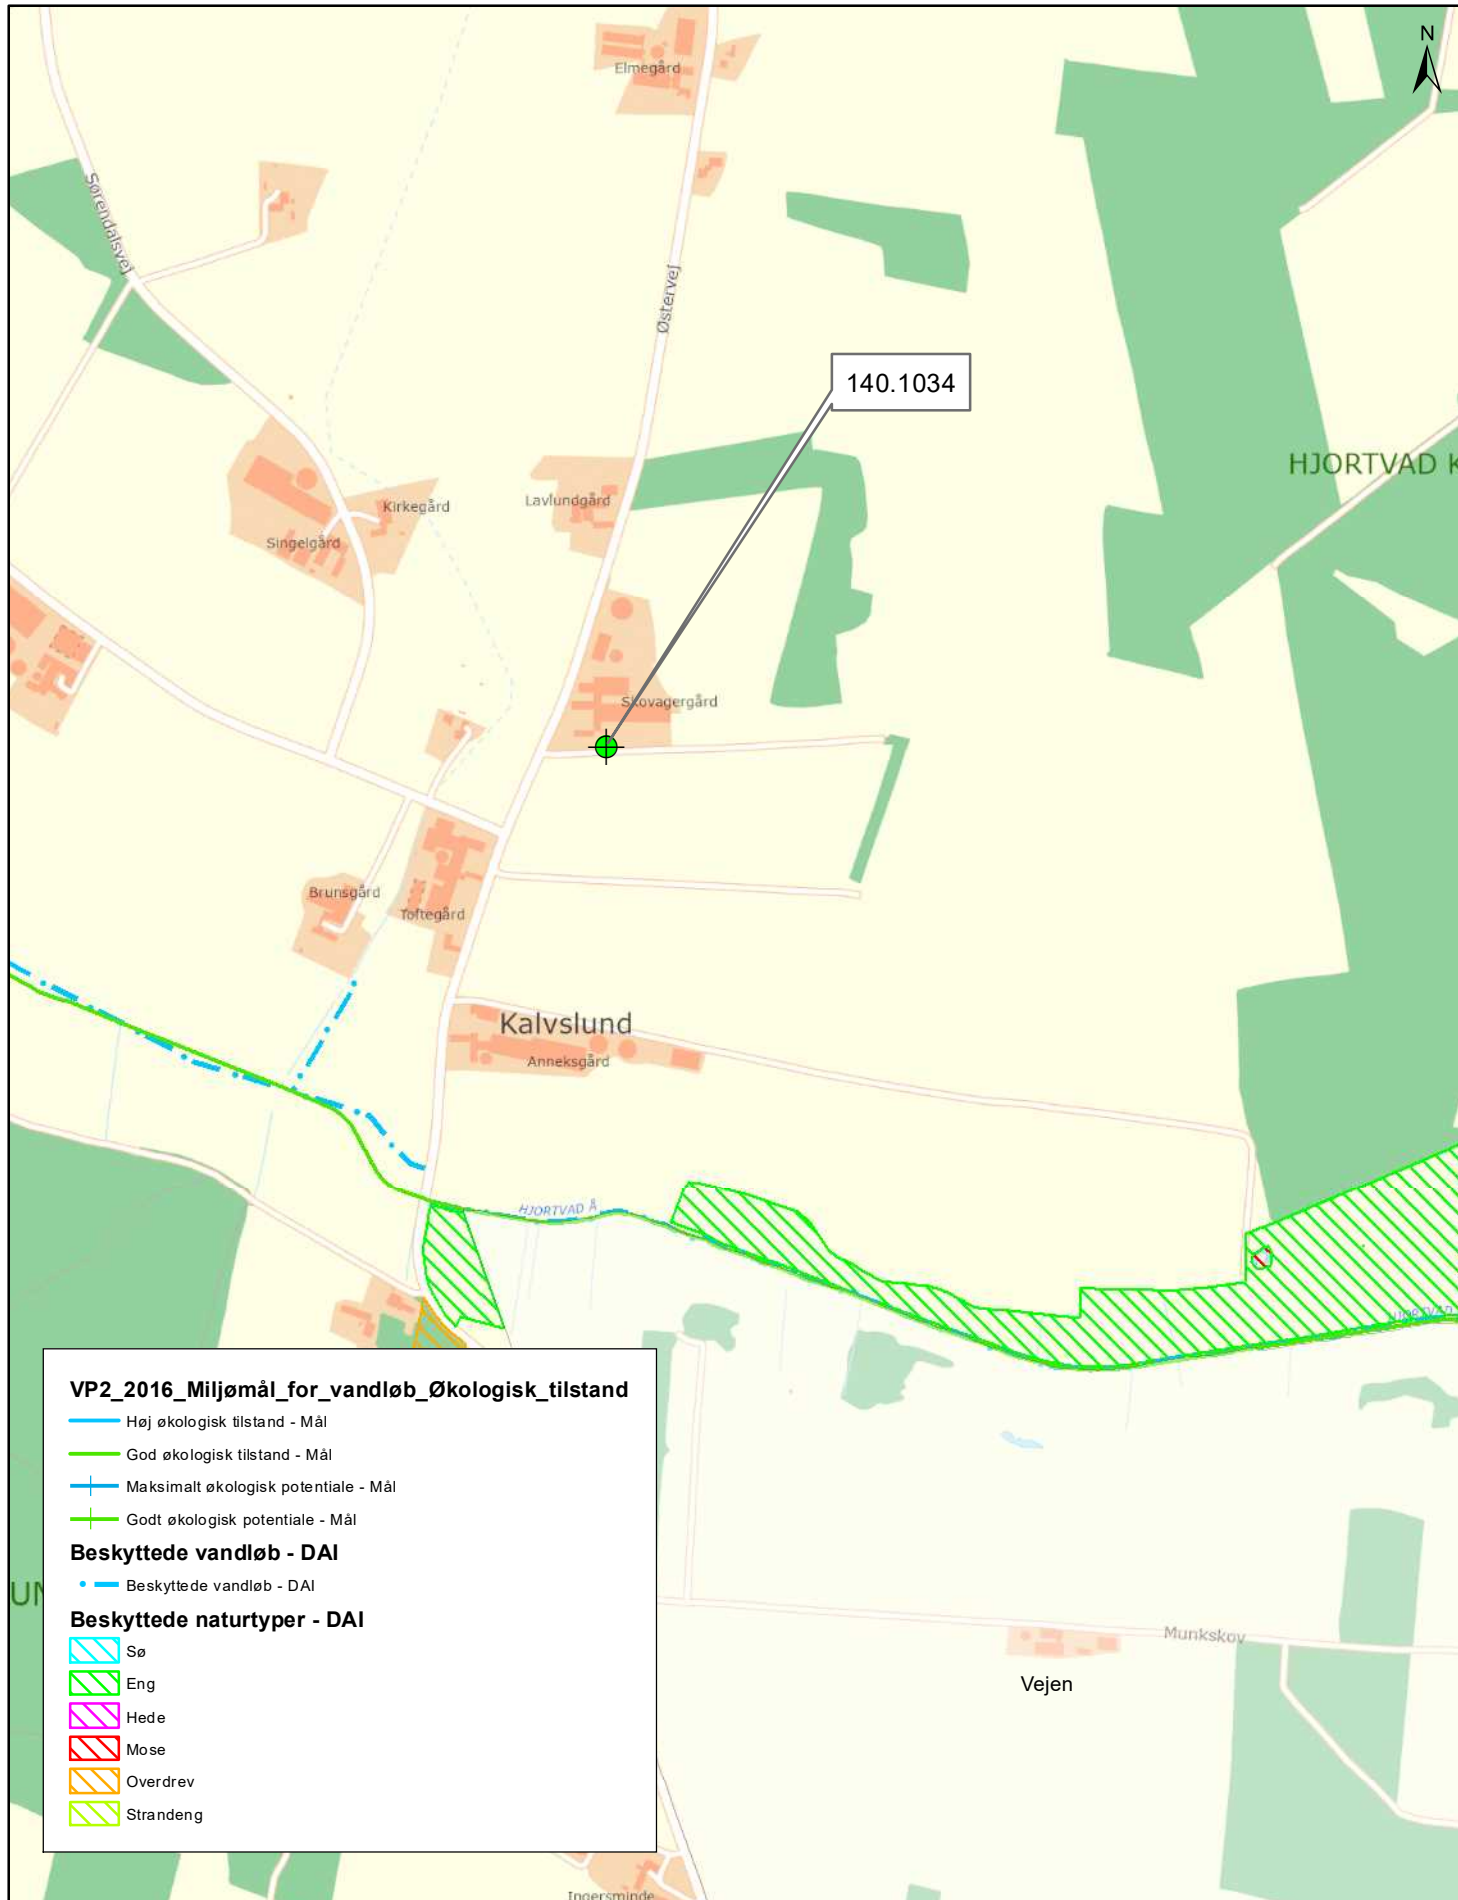 N
Elmegård
Sørendalsvej
Østervej
140.1034
HJORTVAD K
Lavlundgård
Kirkegård
Singelgård
Skovagergård
Brunsgård
Toftegård
Kalvslund
Anneksgård
HJORTVAD Å
HJORTVAD
VP2_2016_Miljømål_for_vandløb_Økologisk_tilstand
Høj økologisk tilstand - Mål
God økologisk tilstand - Mål
Maksimalt økologisk potentiale - Mål
Godt økologisk potentiale - Mål
Beskyttede vandløb - DAI
Beskyttede vandløb - DAI
Beskyttede naturtyper - DAI
Sø
Eng
Hede
Mose
Overdrev
Strandeng
UN
Munkskov
Vejen
Ingersminde